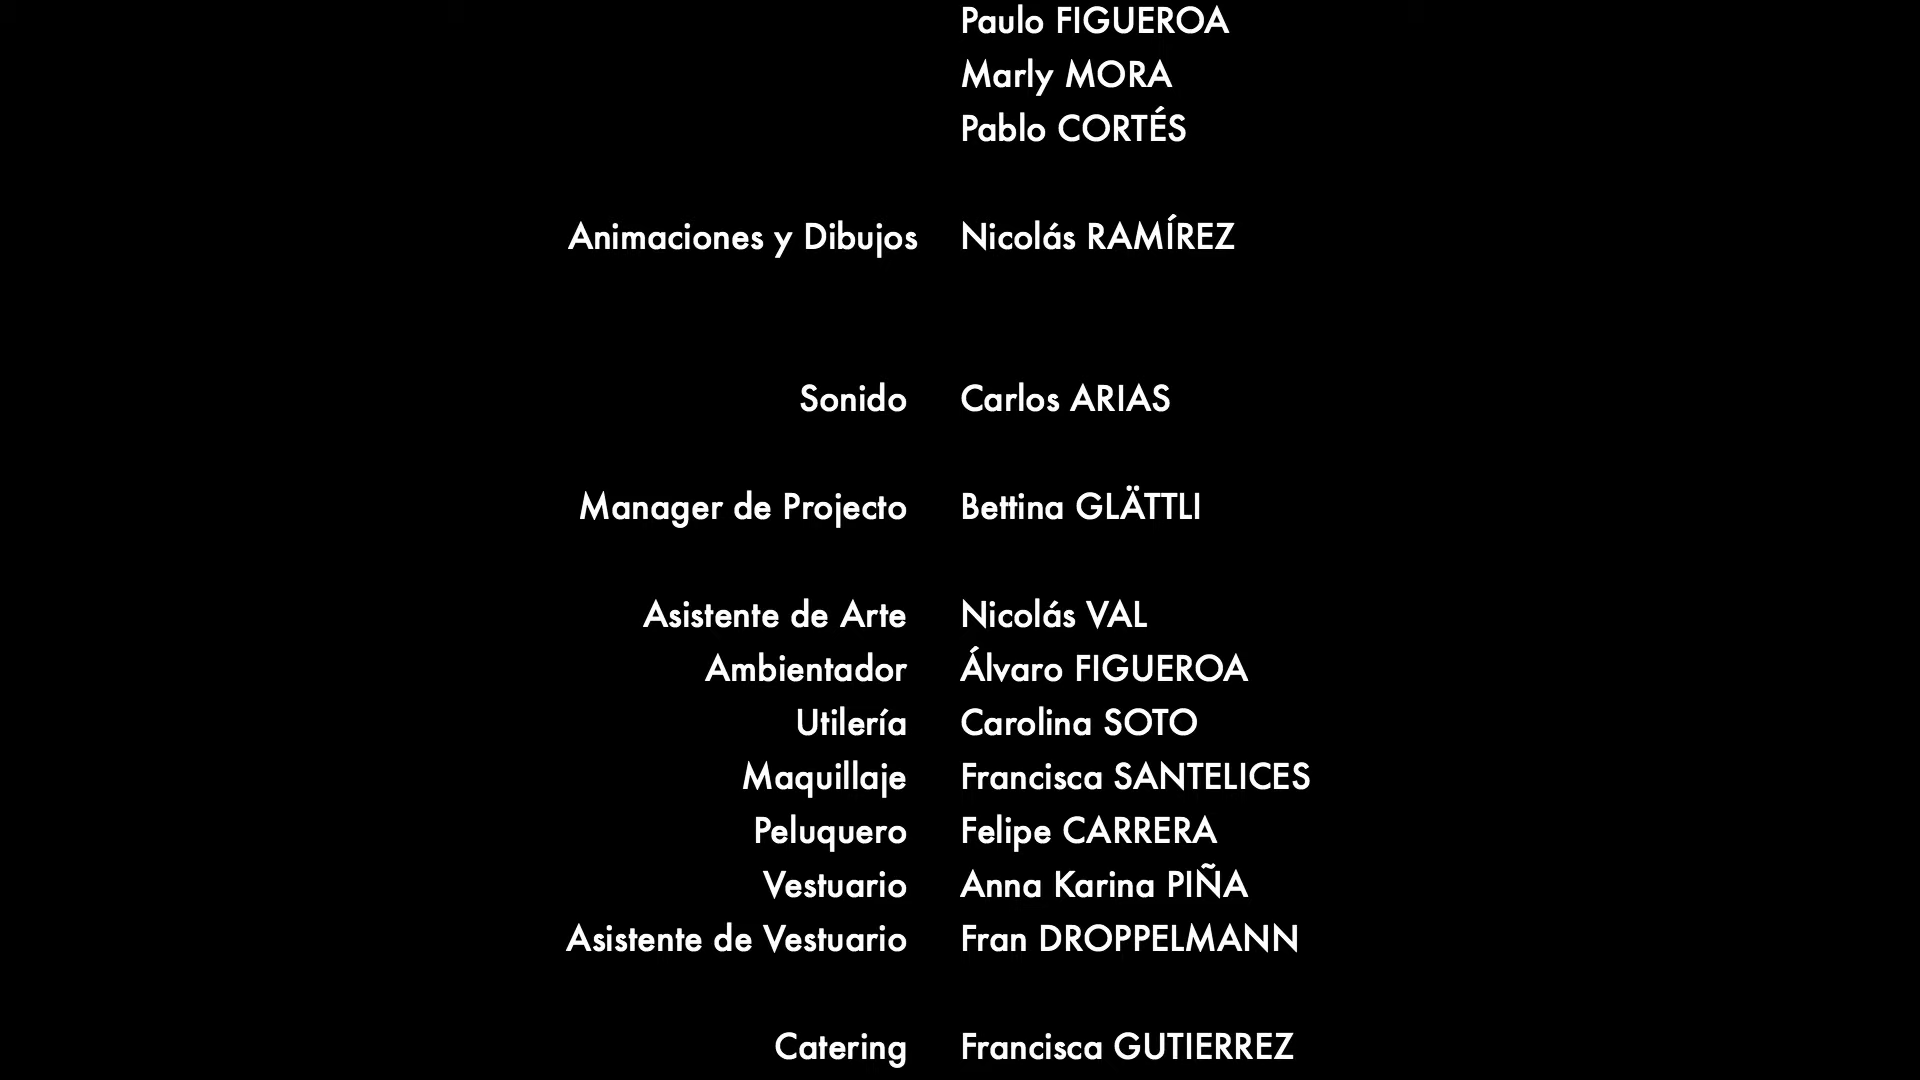 Paulo FIGUEROA
Marly MORA
Pablo CORTÉS
Animaciones y Dibujos Nicolás RAMÍREZ
Sonido Carlos ARIAS
Manager de Projecto Bettina GLÄTTLI
Asistente de Arte Nicolás VAL
Ambientador Álvaro FIGUEROA
Utilería Carolina SOTO
Maquillaje Francisca SANTELICES
Peluquero Felipe CARRERA
Vestuario Anna Karina PIÑA
Asistente de Vestuario Fran DROPPELMANN
Catering Francisca GUTIERREZ